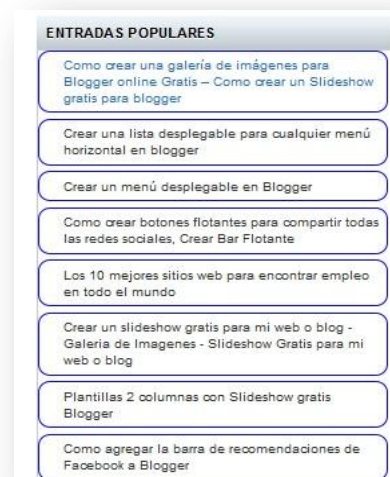 ENTRADAS POPULARES
Como crear una galería de imágenes para
Blogger online Gratis – Como crear un Slideshow
gratis para blogger
Crear una lista desplegable para cualquier menú
horizontal en blogger
Crear un menú desplegable en Blogger
Como crear botones flotantes para compartir todas
las redes sociales, Crear Bar Flotante
Los 10 mejores sitios web para encontrar empleo
en todo el mundo
Crear un slideshow gratis para mi web o blog -
Galeria de Imagenes - Slideshow Gratis para mi
web o blog
Plantillas 2 columnas con Slideshow gratis
Blogger
Como agregar la barra de recomendaciones de
Facebook a Blogger